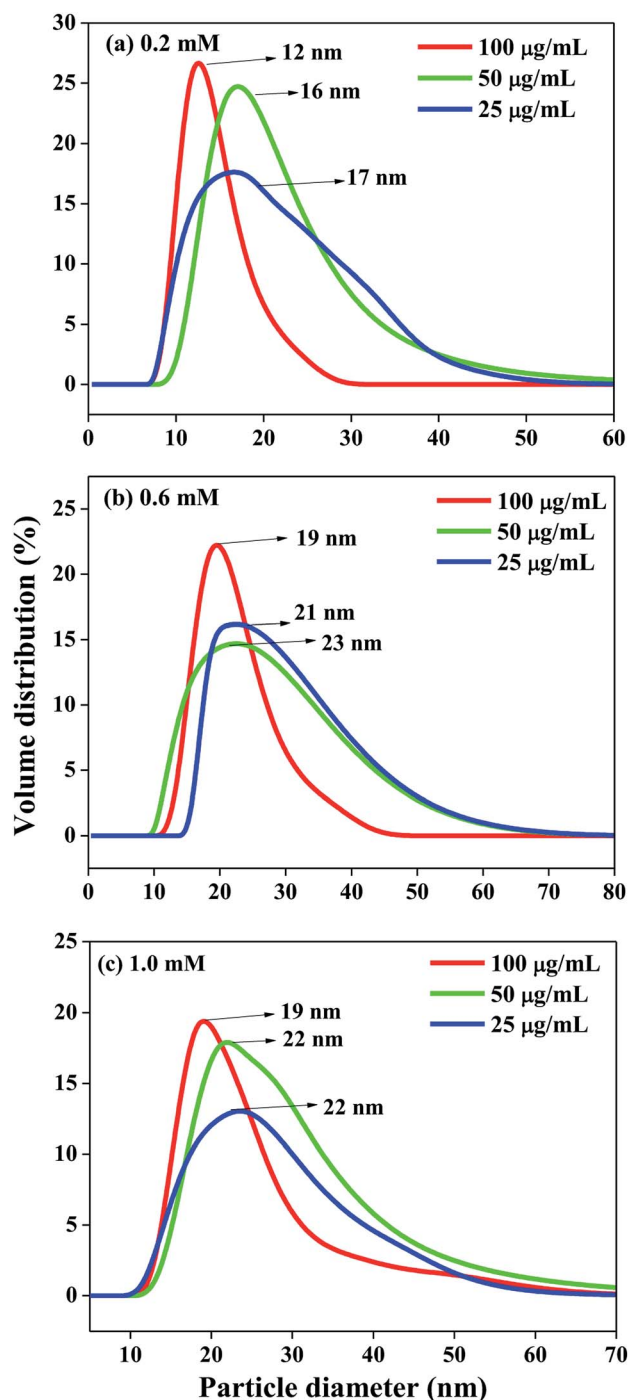 (a) 0.2 mM
12 nm
16 nm
17 nm
100 μg/mL
50 μg/mL
25 μg/mL
30
25
20
15
10
5
0
0 10 20 30 40 50 60
(b) 0.6 mM
19 nm
21 nm
23 nm
100 μg/mL
50 μg/mL
25 μg/mL
25
20
15
10
5
0
0 10 20 30 40 50 60 70 80
Volume distribution (%)
(c) 1.0 mM
19 nm
22 nm
22 nm
100 μg/mL
50 μg/mL
25 μg/mL
25
20
15
10
5
0
10 20 30 40 50 60 70
Particle diameter (nm)